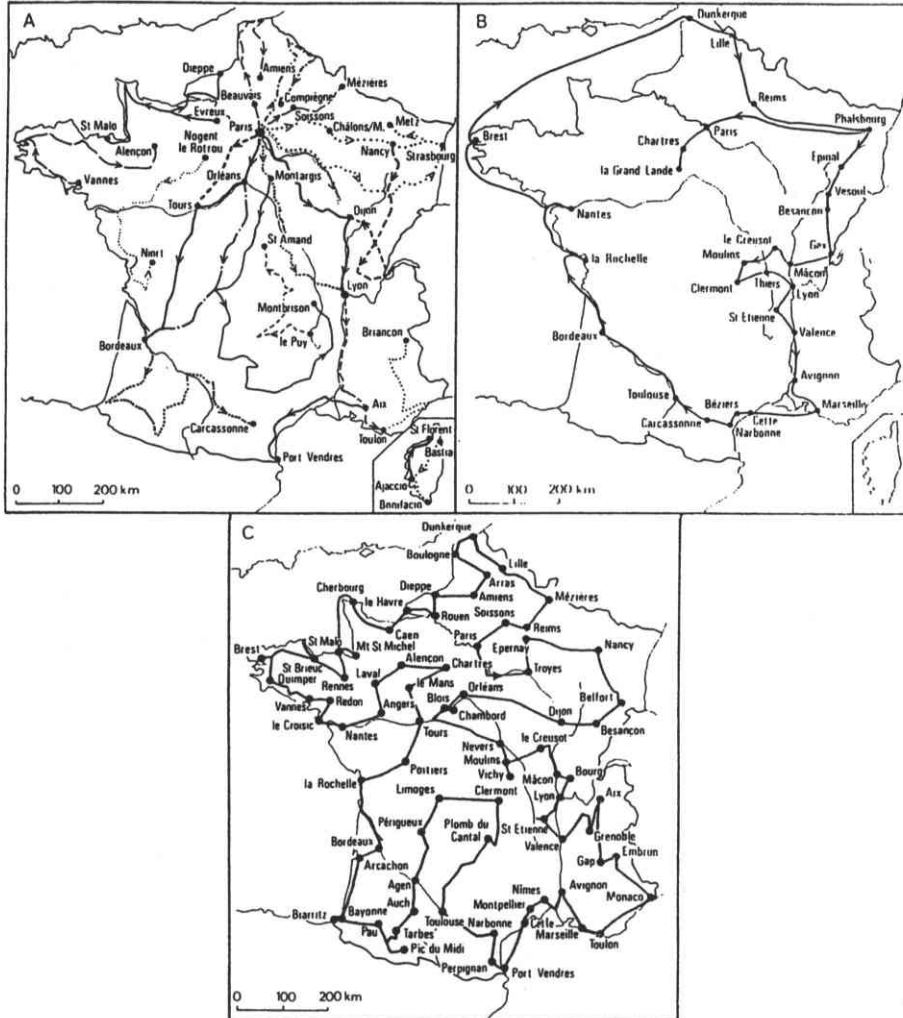 A
Dieppe
Amiens
Mézières
Beauvais
Compiègne
Soissons
Evreux
Paris
Châlons/M.
Metz
St Malo
Alençon
Nogent
le Rotrou
Nancy
Strasbourg
Vannes
Orléans
Montargis
Tours
Dijon
St Amand
Niort
Lyon
Montbrison
Briançon
le Puy
Bordeaux
Aix
Carcassonne
Toulon
St Florent
Bastia
Port Vendres
Ajaccio
Bonifacio
0 100 200 km
B
Dunkerque
Lille
Reims
Phalsbourg
Brest
Chartres
Paris
la Grand Lande
Epinal
Vesoul
Besançon
Nantes
le Creusot
Gex
Moulins
la Rochelle
Mâcon
Clermont
Thiers
Lyon
St Etienne
Bordeaux
Valence
Avignon
Toulouse
Béziers
Marseille
Carcassonne
Cette
Narbonne
0 100 200 km
C
Dunkerque
Boulogne
Lille
Arras
Cherbourg
Dieppe
Amiens
Mézières
le Havre
Soissons
Rouen
Reims
Caen
Paris
Epernay
Nancy
St Malo
Mt St Michel
Brest
Alençon
Chartres
Troyes
St Brieuc
Laval
Quimper
Rennes
le Mans
Orléans
Blois
Belfort
Vannes
Redon
Angers
Chambord
Dijon
le Croisic
Nantes
Tours
Besançon
Nevers
le Creusot
Moulins
Poitiers
Vichy
Mâcon
Bourg
la Rochelle
Limoges
Clermont
Lyon
Aix
Périgueux
Plomb du
Cantal
St Etienne
Grenoble
Valence
Bordeaux
Embrun
Arcachon
Gap
Agen
Nîmes
Avignon
Monaco
Auch
Montpellier
Biarritz
Bayonne
Toulouse
Narbonne
Cette
Pau
Tarbes
Marseille
Toulon
Pic du Midi
Perpignan
Port Vendres
0 100 200 km